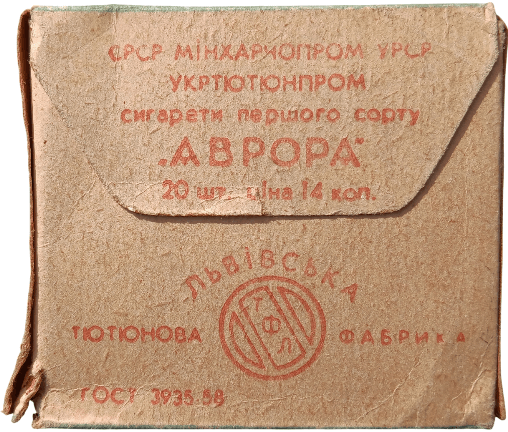 СРСР МІНХАРЧОПРОМ УРСР
УКРТЮТЮНПРОМ
сигарети першого сорту
„АВРОРА"
20 шт. ціна 14 коп.
ЛЬВІВСЬКА
ТФЛ
ТЮТЮНОВА ФАБРИКА
ГОСТ 3935-58